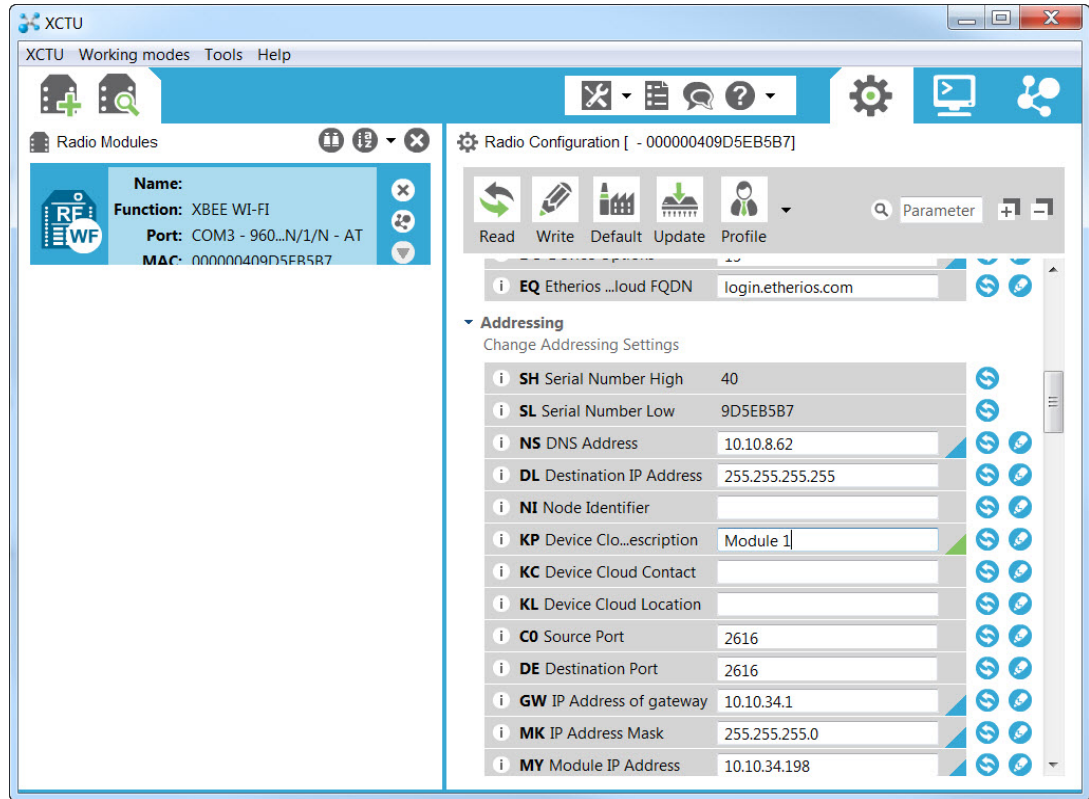 XCTU
XCTU Working modes Tools Help
Radio Modules
Name:
Function: XBEE WI-FI
Port: COM3 - 960...N/1/N - AT
MAC: 000000409D5EB5B7
RF
WF
Radio Configuration [ - 000000409D5EB5B7]
Read Write Default Update Profile
Parameter
EQ Etherios ...loud FQDN login.etherios.com
Addressing
Change Addressing Settings
SH Serial Number High 40
SL Serial Number Low 9D5EB5B7
NS DNS Address 10.10.8.62
DL Destination IP Address 255.255.255.255
NI Node Identifier
KP Device Clo...escription Module 1
KC Device Cloud Contact
KL Device Cloud Location
C0 Source Port 2616
DE Destination Port 2616
GW IP Address of gateway 10.10.34.1
MK IP Address Mask 255.255.255.0
MY Module IP Address 10.10.34.198